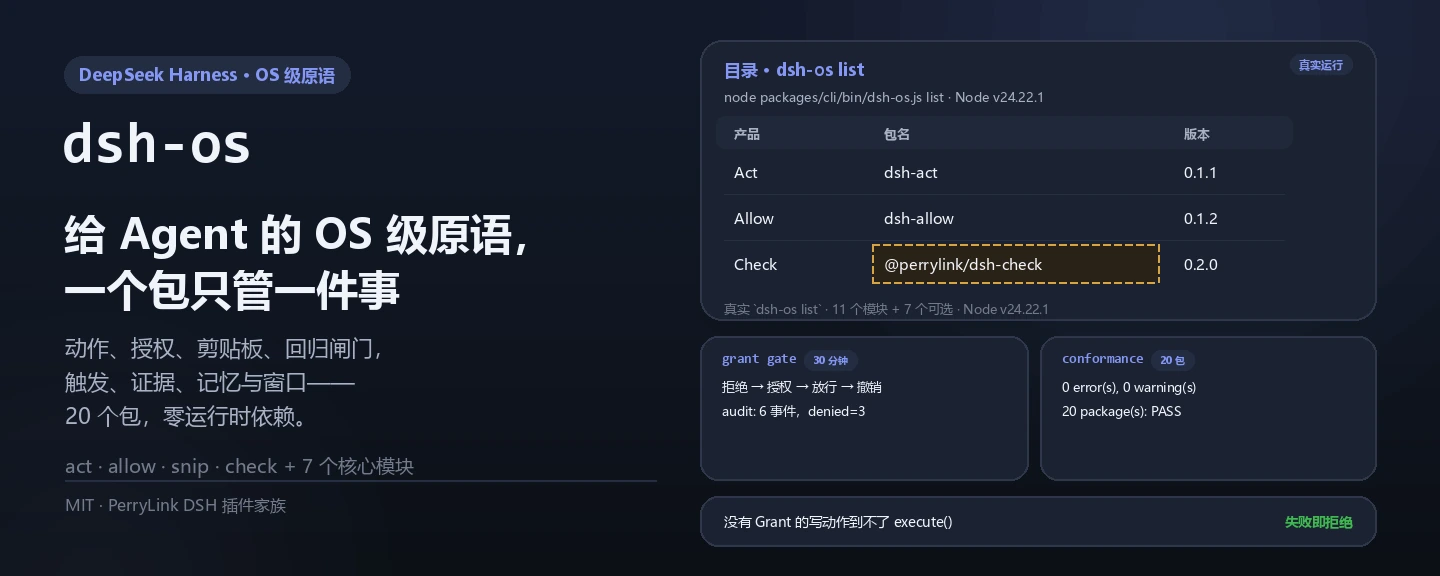 DeepSeek Harness • OS 级原语
dsh-os
给 Agent 的 OS 级原语，
一个包只管一件事
动作、授权、剪贴板、回归闸门，
触发、证据、记忆与窗口——
20 个包，零运行时依赖。
act · allow · snip · check + 7 个核心模块
MIT · PerryLink DSH 插件家族
目录 • dsh-os list
真实运行
node packages/cli/bin/dsh-os.js list · Node v24.22.1
产品 包名 版本
Act dsh-act 0.1.1
Allow dsh-allow 0.1.2
Check @perrylink/dsh-check 0.2.0
真实 `dsh-os list` · 11 个模块 + 7 个可选 · Node v24.22.1
grant gate 30 分钟
拒绝 → 授权 → 放行 → 撤销
audit: 6 事件，denied=3
conformance 20 包
0 error(s), 0 warning(s)
20 package(s): PASS
没有 Grant 的写动作到不了 execute()
失败即拒绝